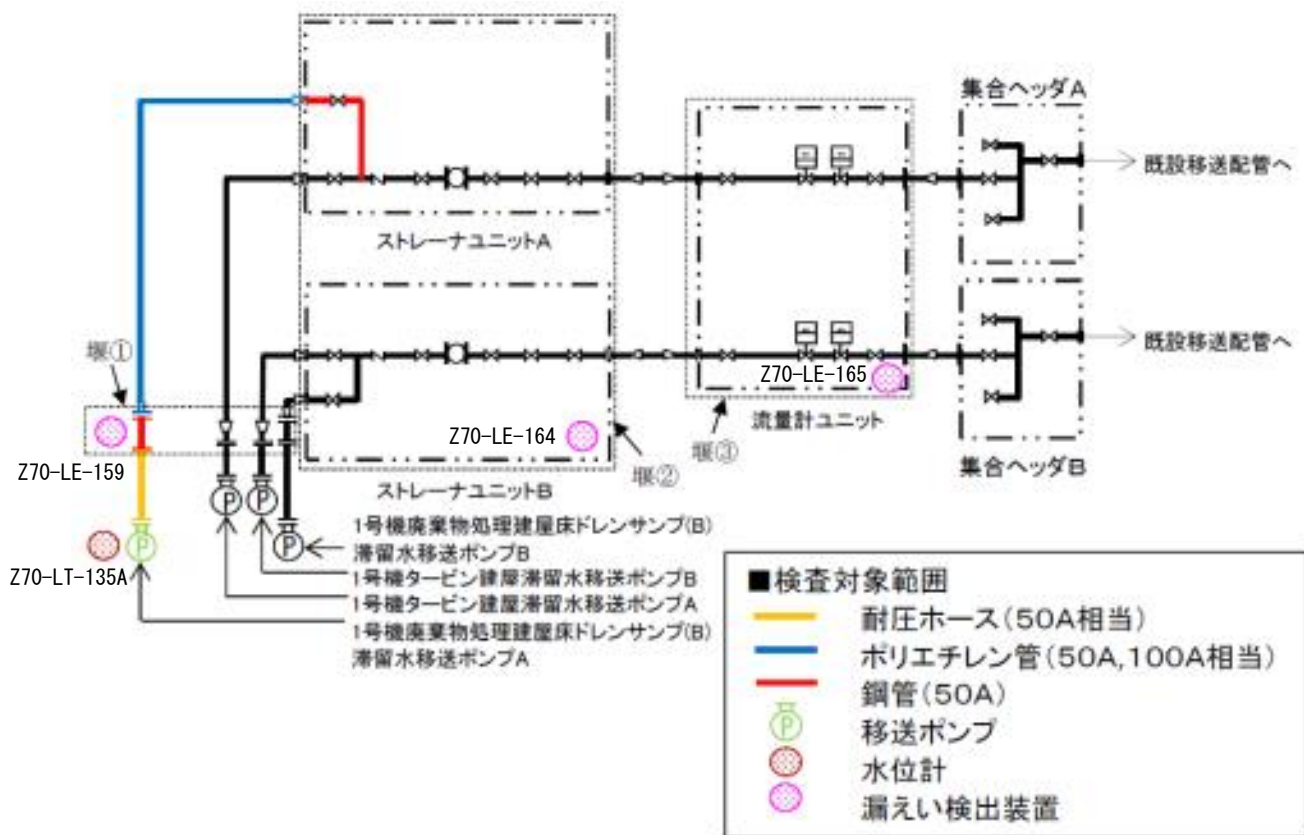 集合ヘッダA
既設移送配管へ
ストレーナユニットA
堰①
既設移送配管へ
Z70-LE-165
流量計ユニット
堰③
Z70-LE-164
堰②
集合ヘッダB
Z70-LE-159
ストレーナユニットB
P
P
P
P
Z70-LT-135A
1号機廃棄物処理建屋床ドレンサンプ(B)
滞留水移送ポンプB
1号機タービン建屋滞留水移送ポンプB
1号機タービン建屋滞留水移送ポンプA
1号機廃棄物処理建屋床ドレンサンプ(B)
滞留水移送ポンプA
■検査対象範囲
耐圧ホース(50A相当)
ポリエチレン管(50A,100A相当)
鋼管(50A)
P
移送ポンプ
水位計
漏えい検出装置